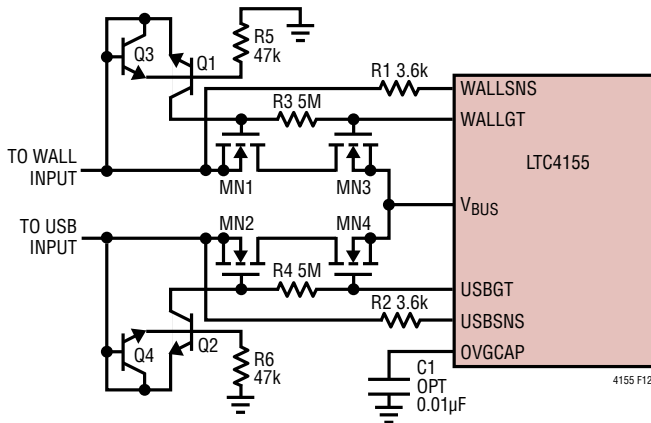 Q3
Q1
R5
47k
R1 3.6k
WALLSNS
R3 5M
WALLGT
LTC4155
TO WALL
INPUT
MN1
MN3
VBUS
TO USB
INPUT
MN2
MN4
R4 5M
USBGT
R2 3.6k
USBSNS
Q4
Q2
R6
47k
OVGCAP
C1
OPT
0.01µF
4155 F12